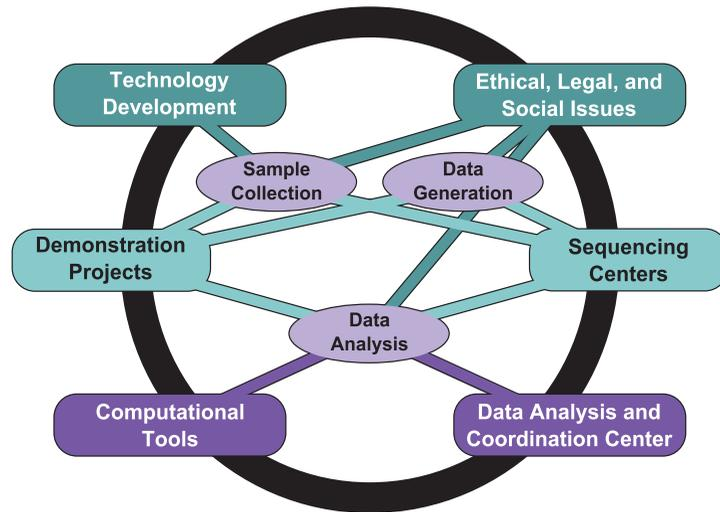 Technology
Development
Ethical, Legal, and
Social Issues
Sample
Collection
Data
Generation
Demonstration
Projects
Sequencing
Centers
Data
Analysis
Computational
Tools
Data Analysis and
Coordination Center